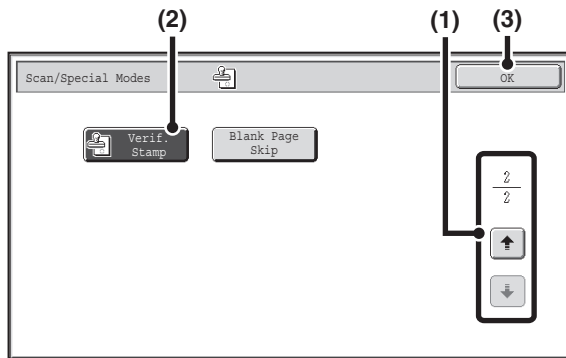 (2) (1) (3)
Scan/Special Modes OK
Verif. Stamp
Blank Page Skip
2
2